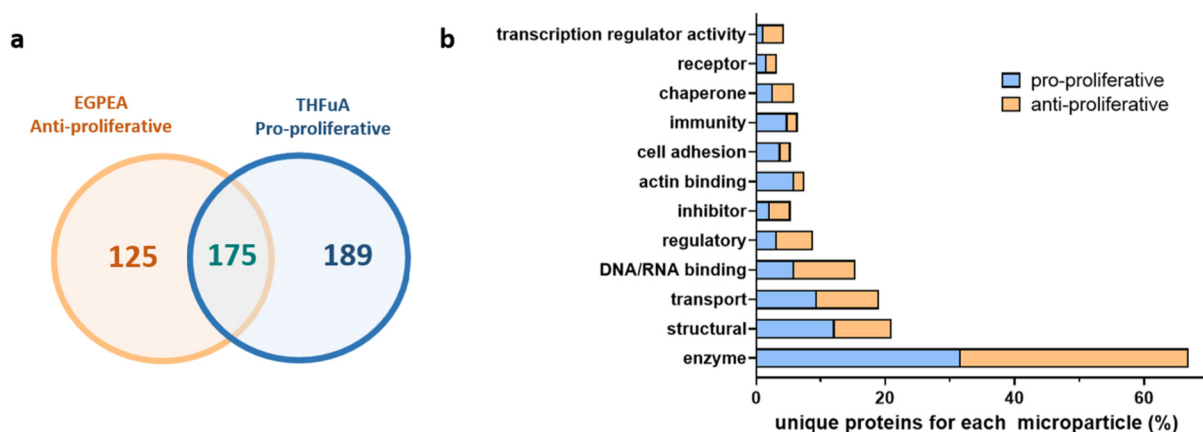 a
EGPEA
Anti-proliferative
THFuA
Pro-proliferative
125
175
189
b
transcription regulator activity
receptor
chaperone
immunity
cell adhesion
actin binding
inhibitor
regulatory
DNA/RNA binding
transport
structural
enzyme
pro-proliferative
anti-proliferative
0
20
40
60
unique proteins for each microparticle (%)